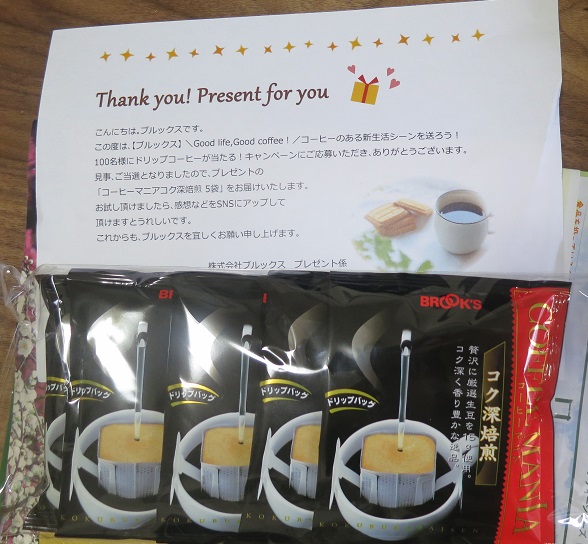 Thank you! Present for you
こんにちは。ブルックスです。
この度は、【ブルックス】＼Good life,Good coffee！／コーヒーのある新生活シーンを送ろう！
100名様にドリップコーヒーが当たる！キャンペーンにご応募いただき、ありがとうございます。
見事、ご当選となりましたので、プレゼントの
「コーヒーマニアコク深焙煎 5袋」をお届けいたします。
お試し頂けましたら、感想などをSNSにアップして
頂けますとうれしいです。
これからも、ブルックスを宜しくお願い申し上げます。
株式会社ブルックス プレゼント係
BROOK'S
COFFEE MANIA
コク深焙煎
贅沢に厳選生豆を
コク深く香り豊かな逸品。
ドリップバッグ
ドリップバッグ
ドリップバッグ
ドリップバッグ